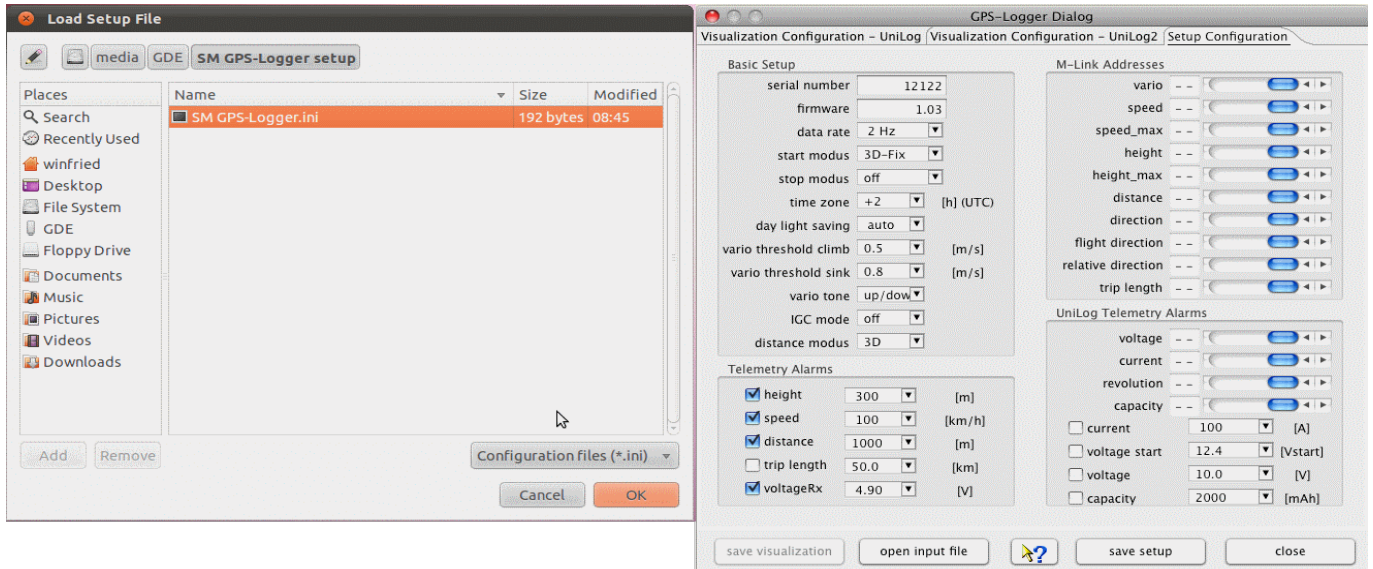 Load Setup File
media GDE SM GPS-Logger setup
Places
Search
Recently Used
winfried
Desktop
File System
GDE
Floppy Drive
Documents
Music
Pictures
Videos
Downloads
Name Size Modified
SM GPS-Logger.ini 192 bytes 08:45
Add Remove
Configuration files (*.ini)
Cancel OK
GPS-Logger Dialog
Visualization Configuration – UniLog Visualization Configuration – UniLog2 Setup Configuration
Basic Setup
serial number 12122
firmware 1.03
data rate 2 Hz
start modus 3D-Fix
stop modus off
time zone +2 [h] (UTC)
day light saving auto
vario threshold climb 0.5 [m/s]
vario threshold sink 0.8 [m/s]
vario tone up/dow
IGC mode off
distance modus 3D
Telemetry Alarms
height 300 [m]
speed 100 [km/h]
distance 1000 [m]
trip length 50.0 [km]
voltageRx 4.90 [V]
M-Link Addresses
vario - -
speed - -
speed_max - -
height - -
height_max - -
distance - -
direction - -
flight direction - -
relative direction - -
trip length - -
UniLog Telemetry Alarms
voltage - -
current - -
revolution - -
capacity - -
current 100 [A]
voltage start 12.4 [Vstart]
voltage 10.0 [V]
capacity 2000 [mAh]
save visualization open input file ? save setup close